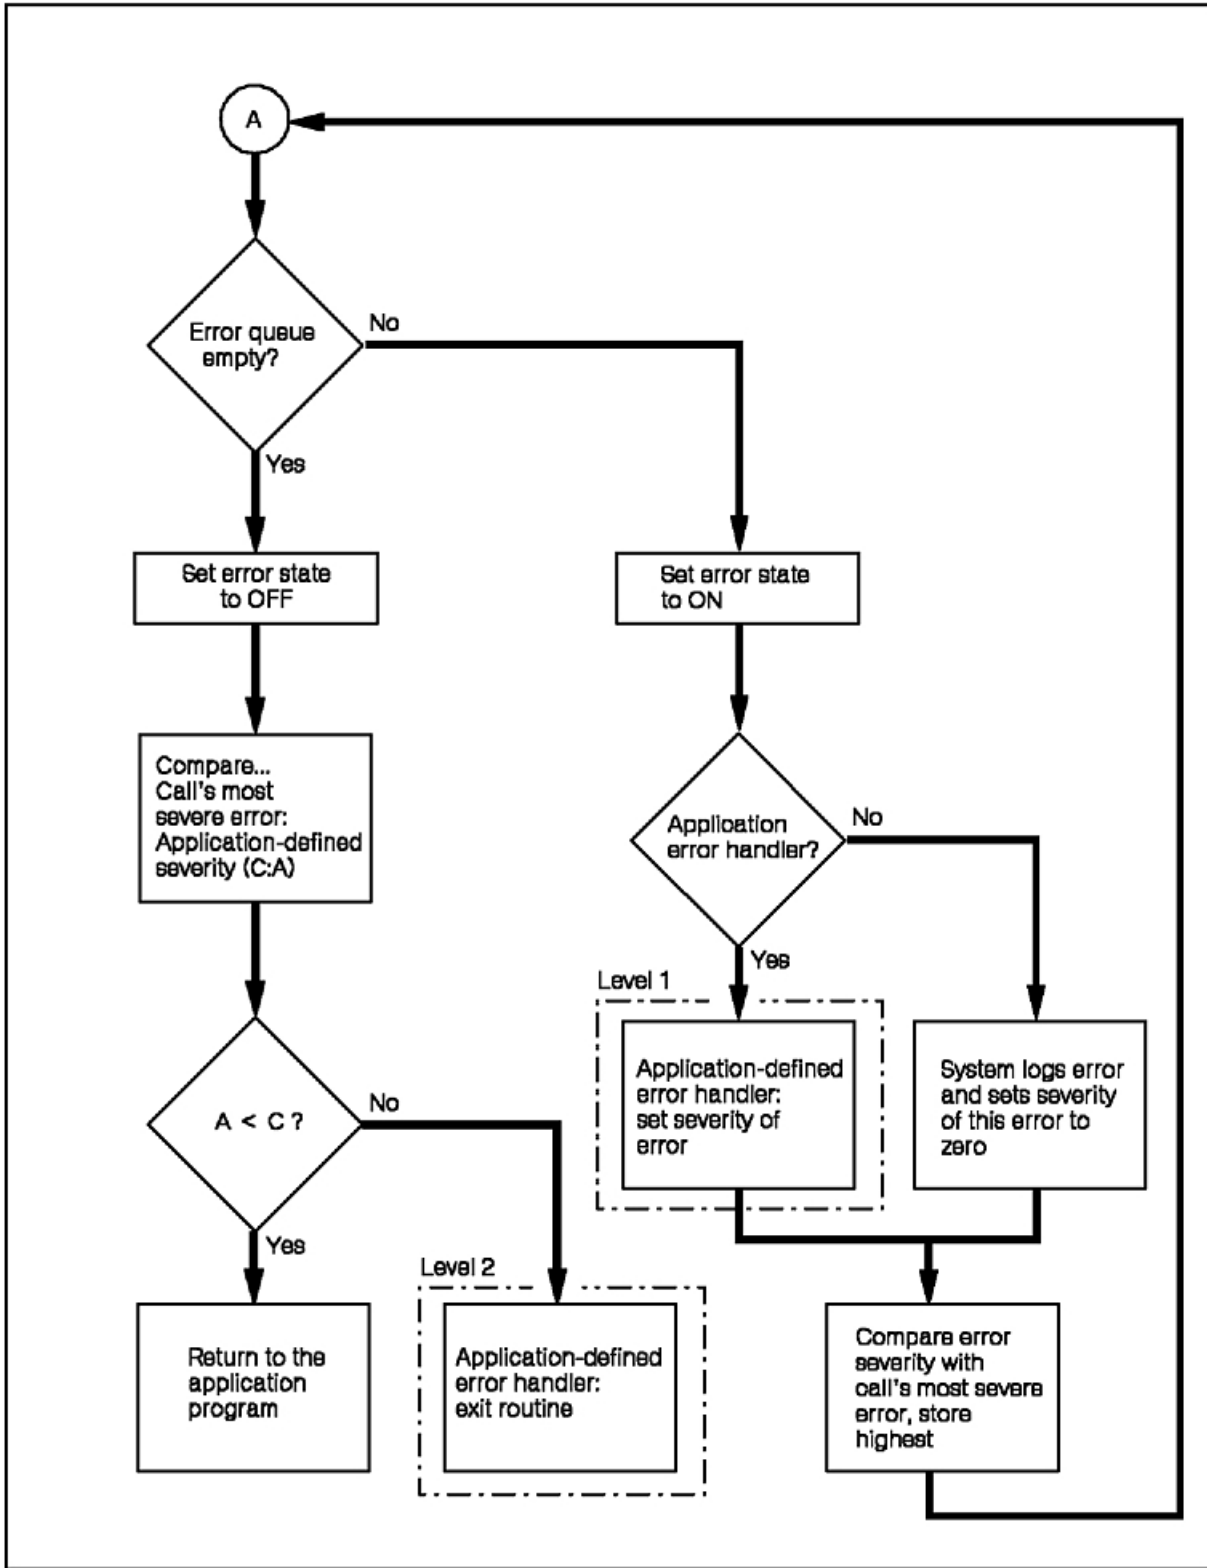 A
Error queue
empty?
No
Yes
Set error state
to OFF
Set error state
to ON
Compare...
Call's most
severe error:
Application-defined
severity (C:A)
Application
error handler?
No
Yes
Level 1
Application-defined
error handler:
set severity of
error
System logs error
and sets severity
of this error to
zero
A < C ?
No
Yes
Level 2
Return to the
application
program
Application-defined
error handler:
exit routine
Compare error
severity with
call's most severe
error, store
highest